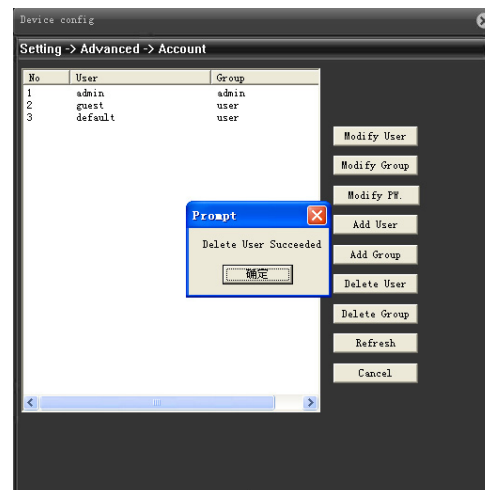 Device config
Setting -> Advanced -> Account
No User Group
1 admin admin
2 guest user
3 default user
Modify User
Modify Group
Modify PW.
Add User
Add Group
Delete User
Delete Group
Refresh
Cancel
Prompt
Delete User Succeeded
确定